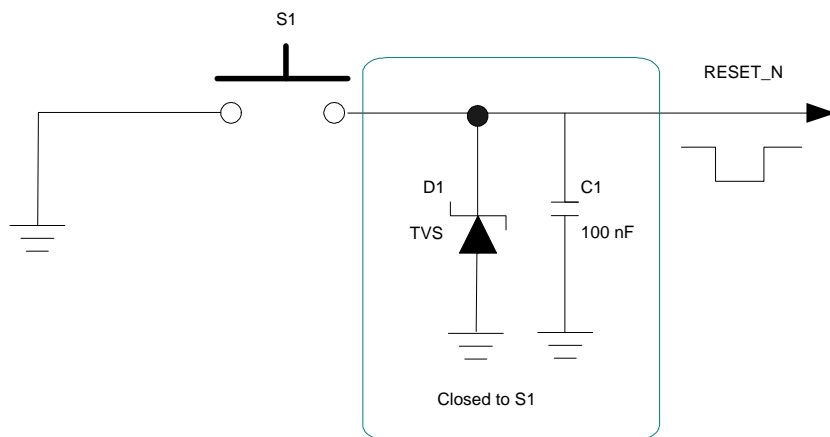 S1
RESET_N
D1
TVS
C1
100 nF
Closed to S1